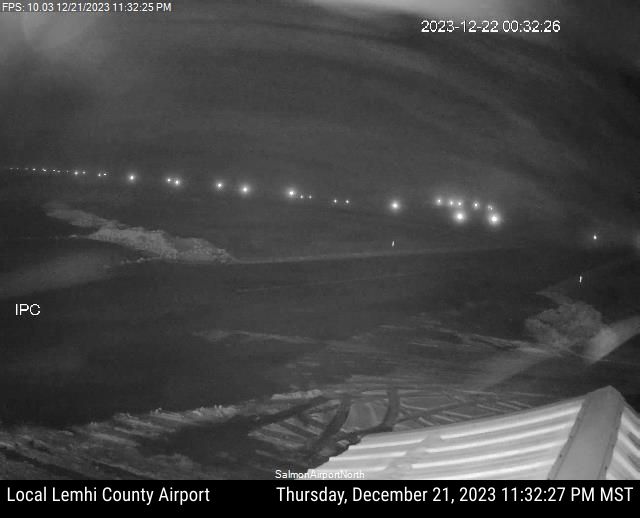 FPS: 10.03 12/21/2023 11:32:25 PM
2023-12-22 00:32:26
IPC
SalmonAirportNorth
Local Lemhi County Airport Thursday, December 21, 2023 11:32:27 PM MST